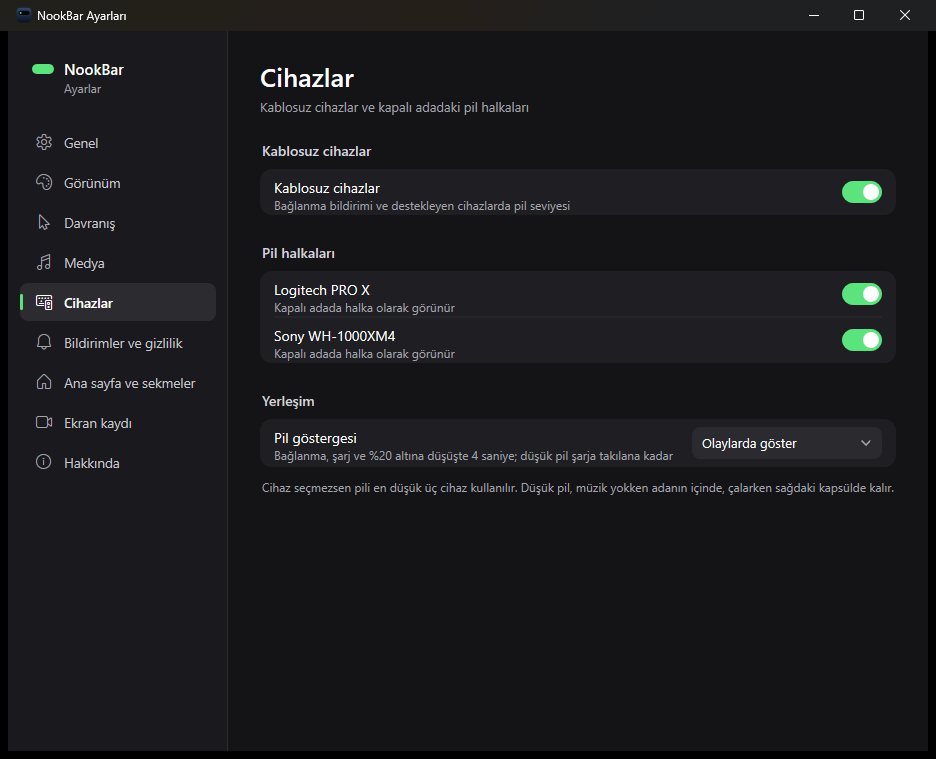 NookBar Ayarları
NookBar
Ayarlar
Genel
Görünüm
Davranış
Medya
Cihazlar
Bildirimler ve gizlilik
Ana sayfa ve sekmeler
Ekran kaydı
Hakkında
Cihazlar
Kablosuz cihazlar ve kapalı adadaki pil halkaları
Kablosuz cihazlar
Kablosuz cihazlar
Bağlanma bildirimi ve destekleyen cihazlarda pil seviyesi
Pil halkaları
Logitech PRO X
Kapalı adada halka olarak görünür
Sony WH-1000XM4
Kapalı adada halka olarak görünür
Yerleşim
Pil göstergesi
Bağlanma, şarj ve %20 altına düşüşte 4 saniye; düşük pil şarja takılana kadar
Olaylarda göster
Cihaz seçmezsen pili en düşük üç cihaz kullanılır. Düşük pil, müzik yokken adanın içinde, çalarken sağdaki kapsülde kalır.